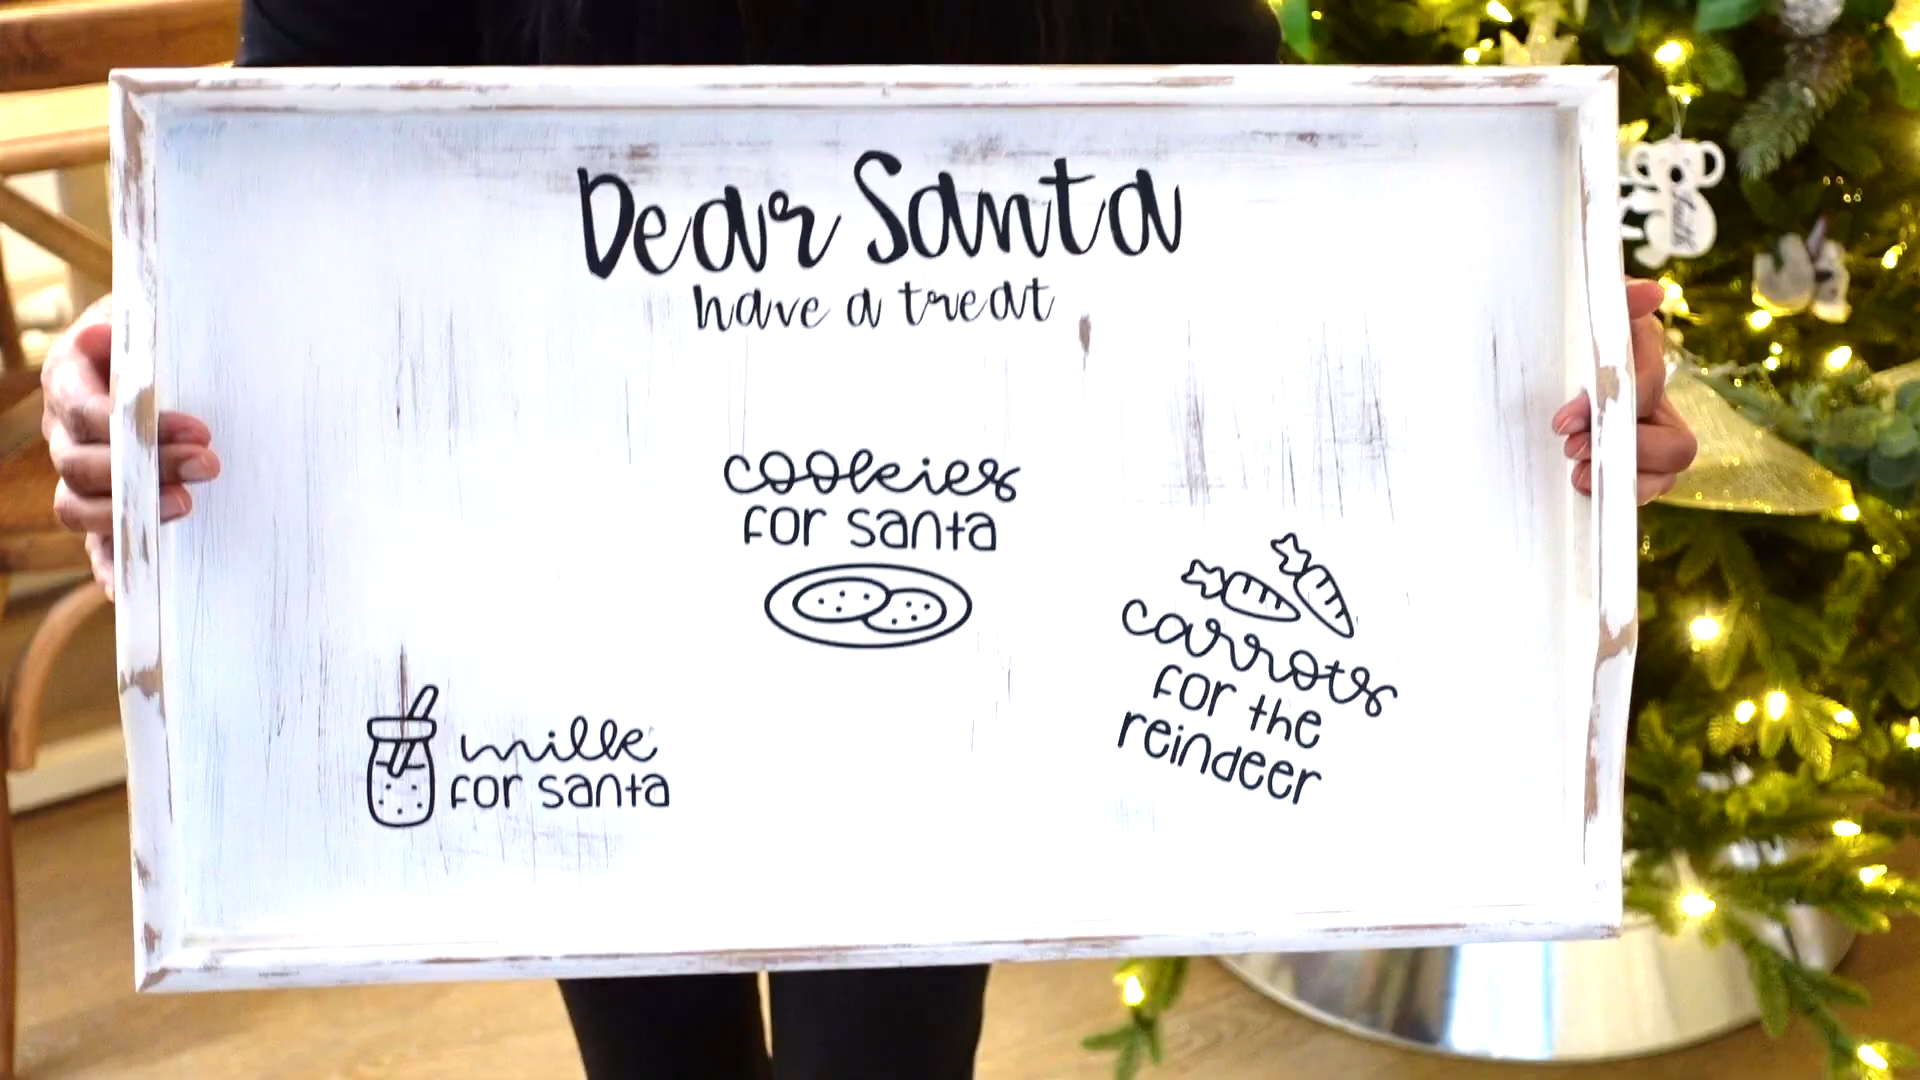 Dear Santa
have a treat
cookies
for santa
carrots
for the
reindeer
milk
for santa